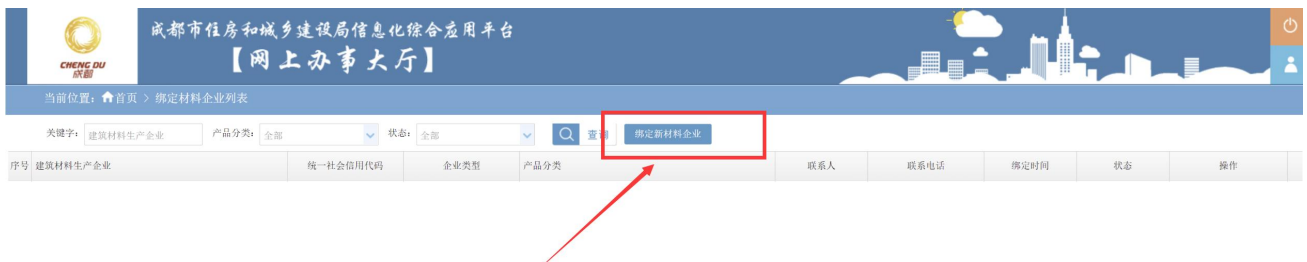 成都市住房和城乡建设局信息化综合应用平台
【网上办事大厅】
CHENG DU
成都
当前位置：首页 > 绑定材料企业列表
关键字： 建筑材料生产企业 产品分类： 全部 状态： 全部 查询 绑定新材料企业
序号 建筑材料生产企业 统一社会信用代码 企业类型 产品分类 联系人 联系电话 绑定时间 状态 操作